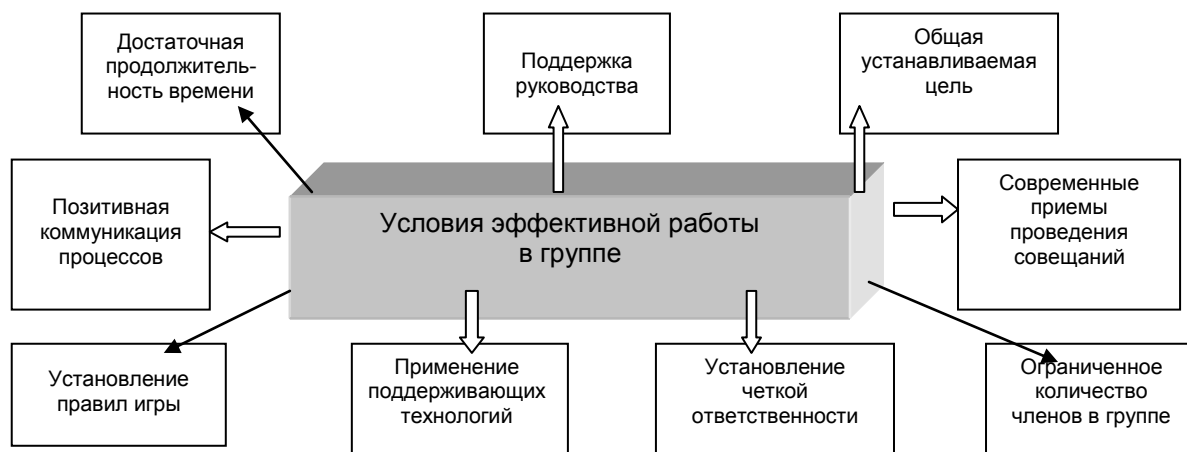 Достаточная
продолжитель-
ность времени
Поддержка
руководства
Общая
устанавливаемая
цель
Позитивная
коммуникация
процессов
Условия эффективной работы
в группе
Современные
приемы
проведения
совещаний
Установление
правил игры
Применение
поддерживающих
технологий
Установление
четкой
ответственности
Ограниченное
количество
членов в группе